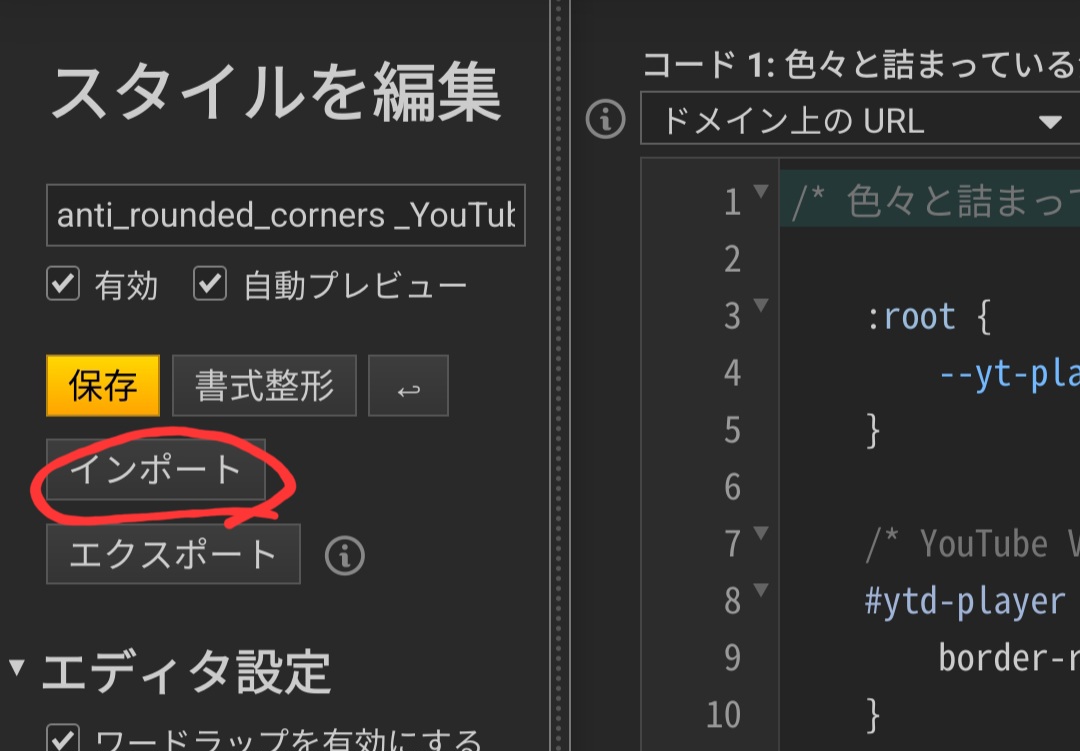 スタイルを編集
anti_rounded_corners _YouTub
有効 自動プレビュー
保存 書式整形 ↩
インポート
エクスポート
エディタ設定
ワードラップを有効にする
コード 1: 色々と詰まっている
ドメイン上の URL
1 /* 色々と詰まって
2
3 :root {
4 --yt-pla
5 }
6
7 /* YouTube
8 #ytd-player
9 border-r
10 }